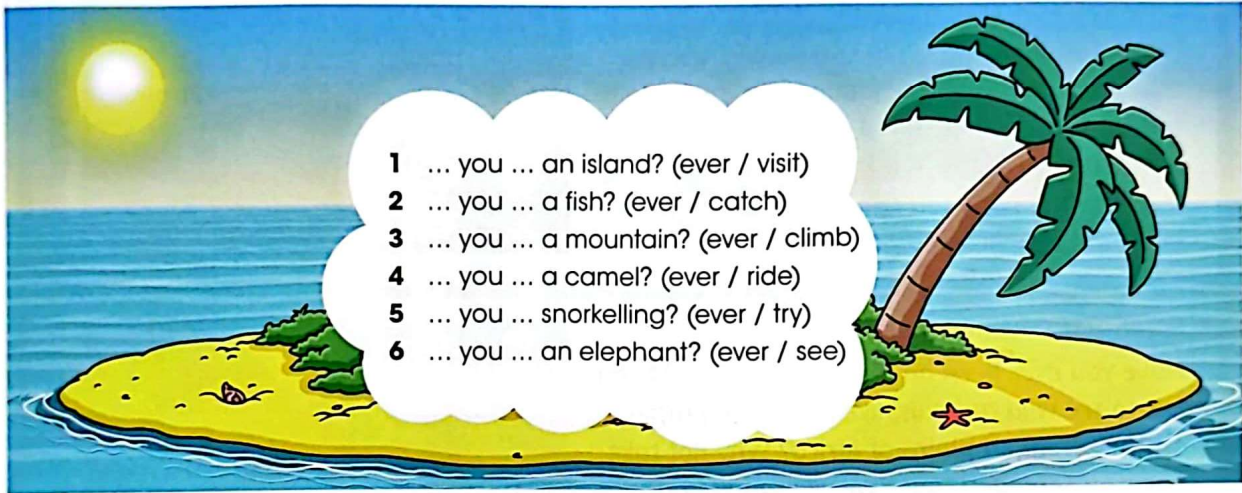 1 ... you ... an island? (ever / visit)
2 ... you ... a fish? (ever / catch)
3 ... you ... a mountain? (ever / climb)
4 ... you ... a camel? (ever / ride)
5 ... you ... snorkelling? (ever / try)
6 ... you ... an elephant? (ever / see)